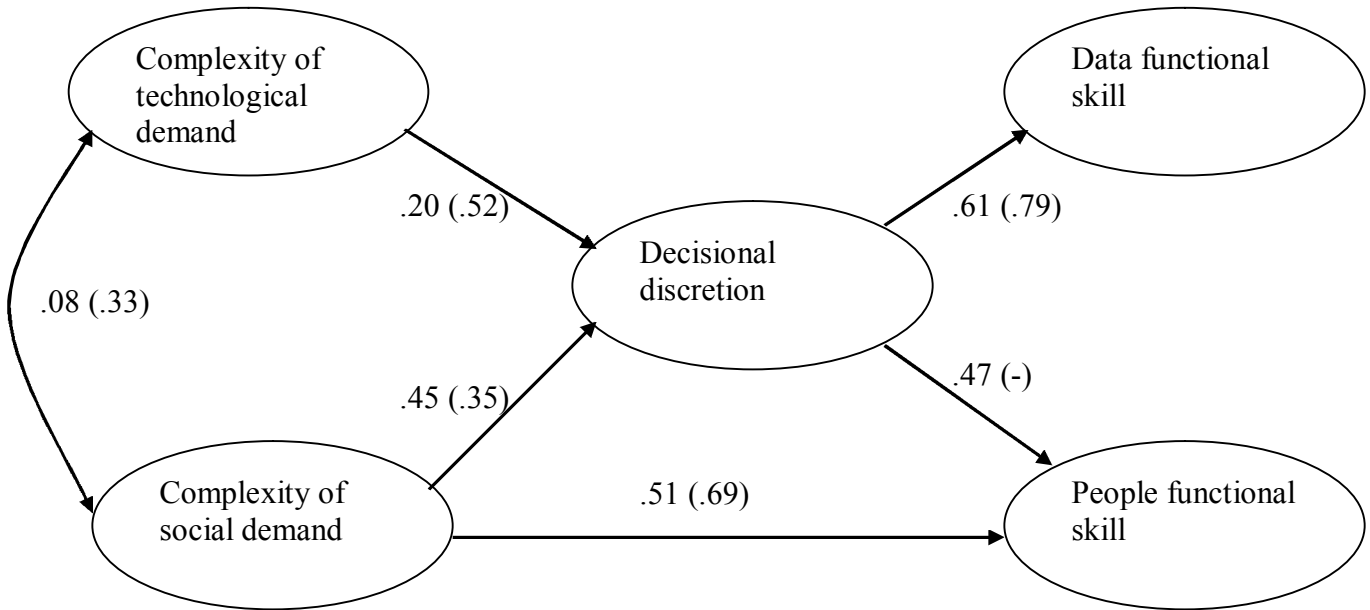 Complexity of
technological
demand
Data functional
skill
.20 (.52)
.61 (.79)
Decisional
discretion
.08 (.33)
.45 (.35)
.47 (-)
Complexity of
social demand
.51 (.69)
People functional
skill